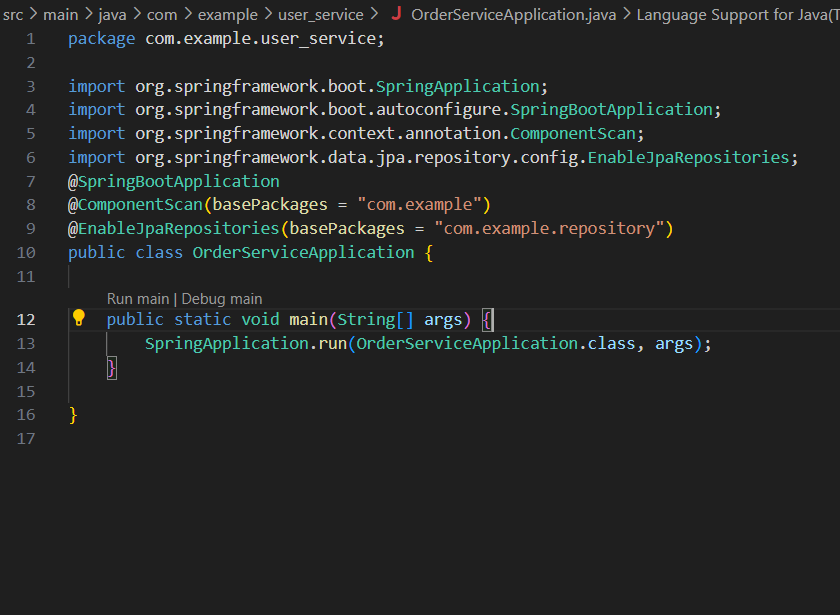 src > main > java > com > example > user_service > J OrderServiceApplication.java > Language Support for Java(T
1 package com.example.user_service;
2
3 import org.springframework.boot.SpringApplication;
4 import org.springframework.boot.autoconfigure.SpringBootApplication;
5 import org.springframework.context.annotation.ComponentScan;
6 import org.springframework.data.jpa.repository.config.EnableJpaRepositories;
7 @SpringBootApplication
8 @ComponentScan(basePackages = "com.example")
9 @EnableJpaRepositories(basePackages = "com.example.repository")
10 public class OrderServiceApplication {
11
Run main | Debug main
12 public static void main(String[] args) {
13 SpringApplication.run(OrderServiceApplication.class, args);
14 }
15
16 }
17